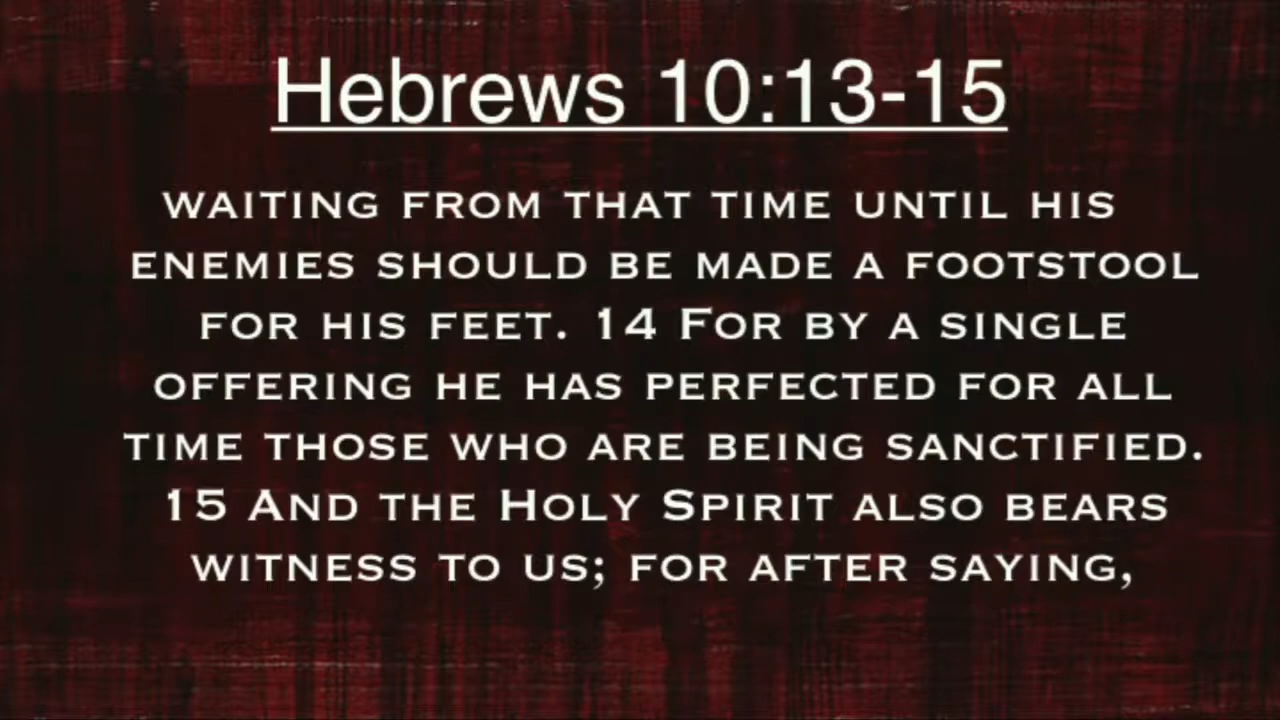 Hebrews 10:13-15
WAITING FROM THAT TIME UNTIL HIS
ENEMIES SHOULD BE MADE A FOOTSTOOL
FOR HIS FEET. 14 FOR BY A SINGLE
OFFERING HE HAS PERFECTED FOR ALL
TIME THOSE WHO ARE BEING SANCTIFIED.
15 AND THE HOLY SPIRIT ALSO BEARS
WITNESS TO US; FOR AFTER SAYING,